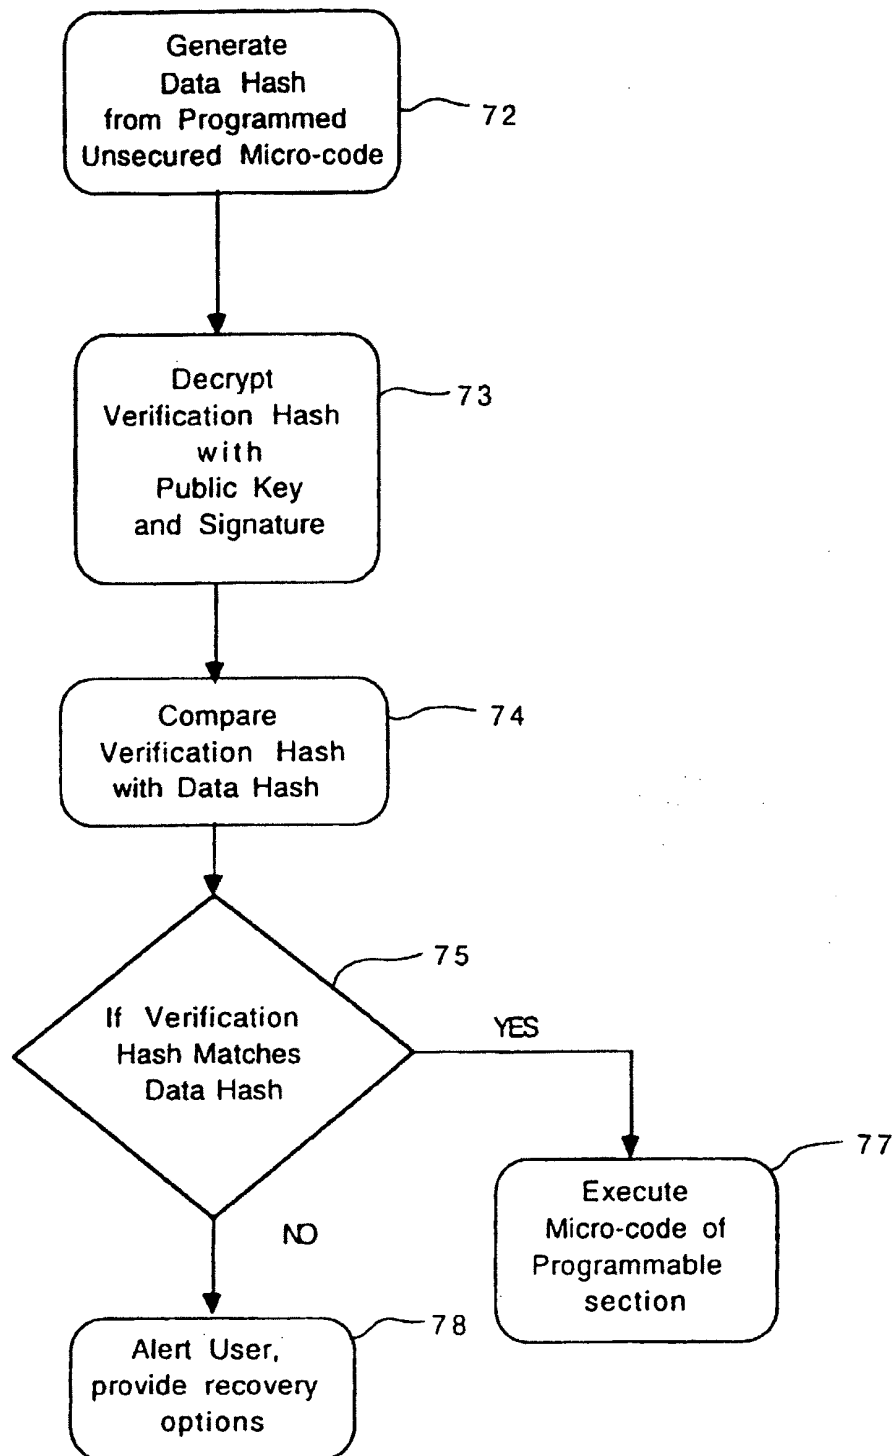 Generate
Data Hash
from Programmed
Unsecured Micro-code
72
Decrypt
Verification Hash
with
Public Key
and Signature
73
Compare
Verification Hash
with Data Hash
74
If Verification
Hash Matches
Data Hash
75
YES
Execute
Micro-code of
Programmable
section
77
NO
Alert User,
provide recovery
options
78